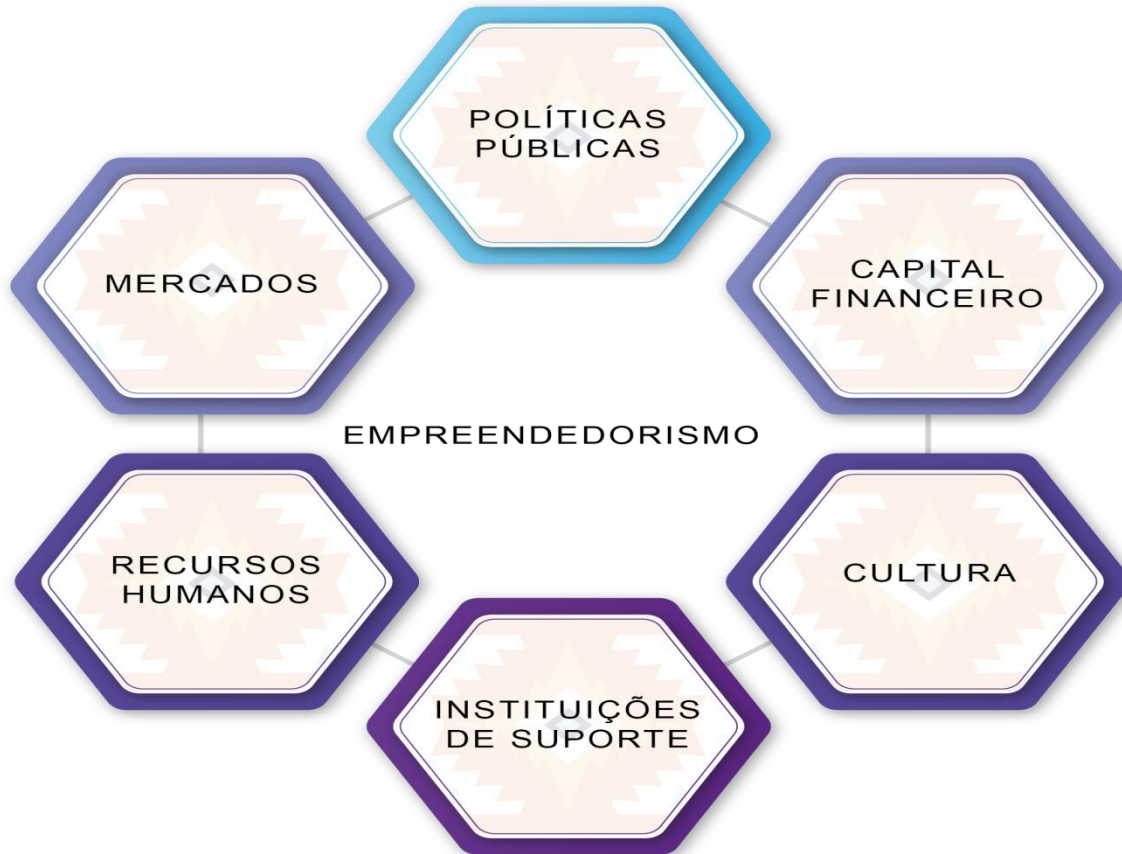 POLÍTICAS
PÚBLICAS
MERCADOS
CAPITAL
FINANCEIRO
EMPREENDEDORISMO
RECURSOS
HUMANOS
CULTURA
INSTITUIÇÕES
DE SUPORTE